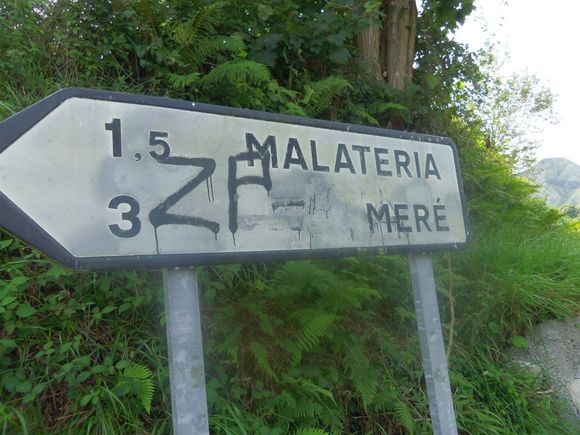 1,5 MALATERIA
3 MERÉ
ZP